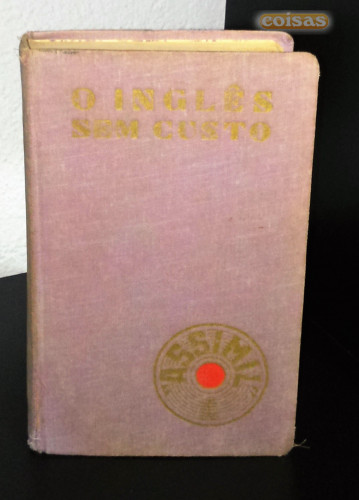 coisas
O INGLÊS
SEM CUSTO
"ASSIMIL"